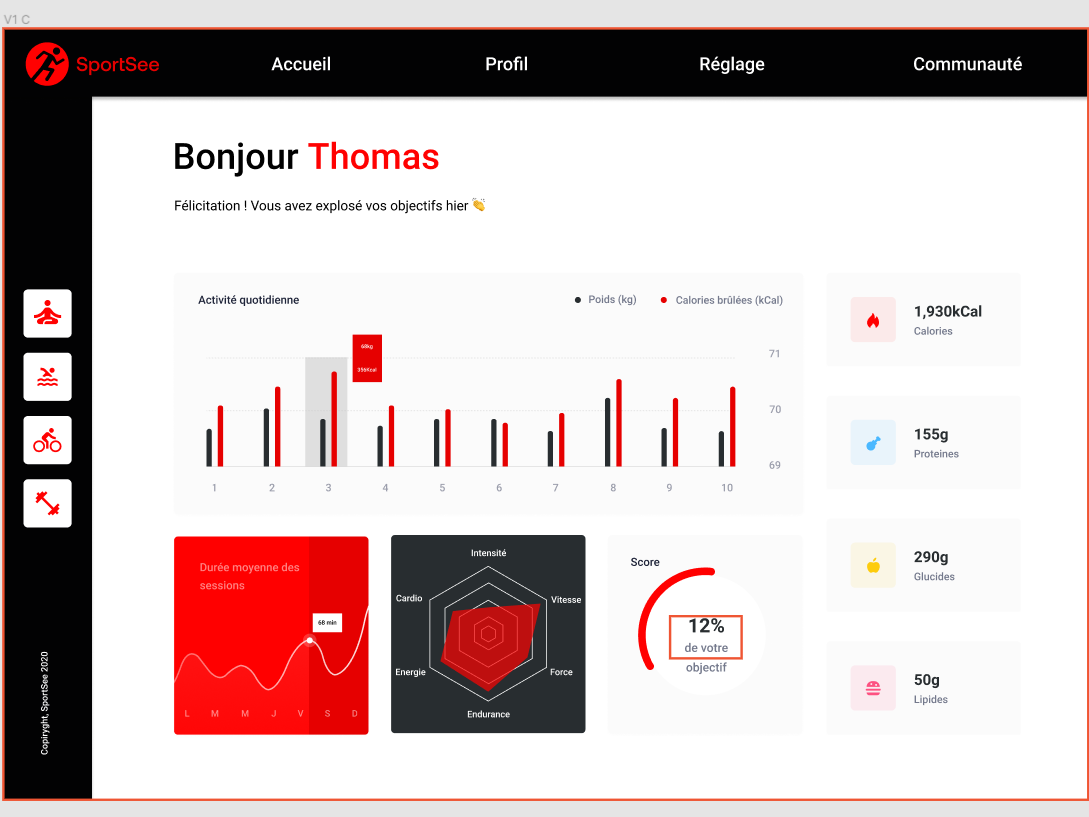 V1 C
SportSee
Accueil
Profil
Réglage
Communauté
Bonjour Thomas
Félicitation ! Vous avez explosé vos objectifs hier 👏
Activité quotidienne
Poids (kg)
Calories brûlées (kCal)
68kg
356Kcal
71
70
69
1 2 3 4 5 6 7 8 9 10
1,930kCal
Calories
155g
Proteines
290g
Glucides
50g
Lipides
Durée moyenne des
sessions
68 min
L M M J V S D
Intensité
Vitesse
Force
Endurance
Energie
Cardio
Score
12%
de votre
objectif
Copiryght, SportSee 2020